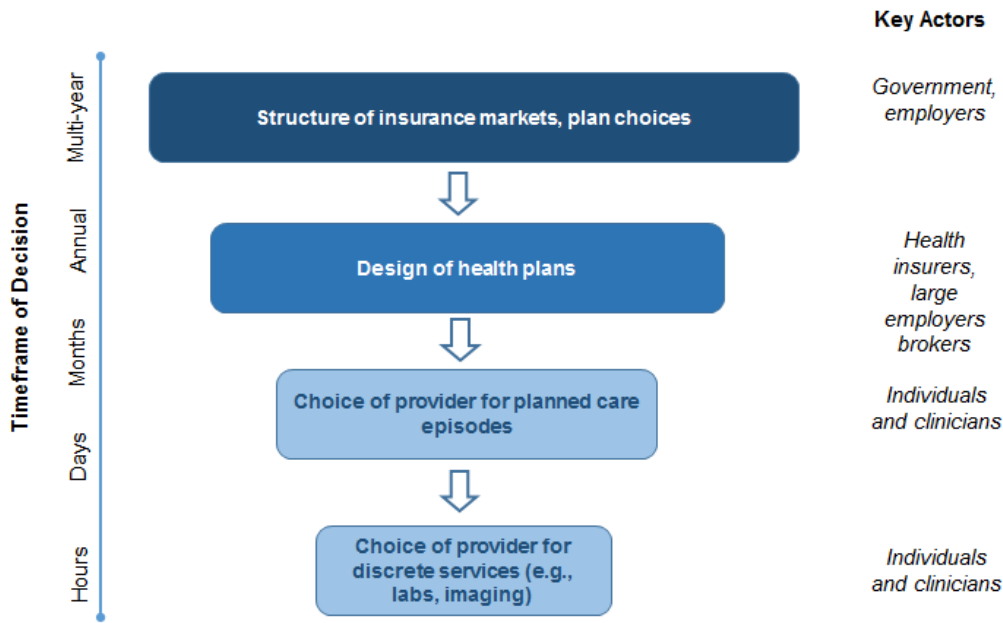 Key Actors
Multi-year
Structure of insurance markets, plan choices
Government,
employers
Timeframe of Decision
Annual
Design of health plans
Health
insurers,
large
employers
brokers
Months
Choice of provider for planned care
episodes
Individuals
and clinicians
Days
Hours
Choice of provider for
discrete services (e.g.,
labs, imaging)
Individuals
and clinicians